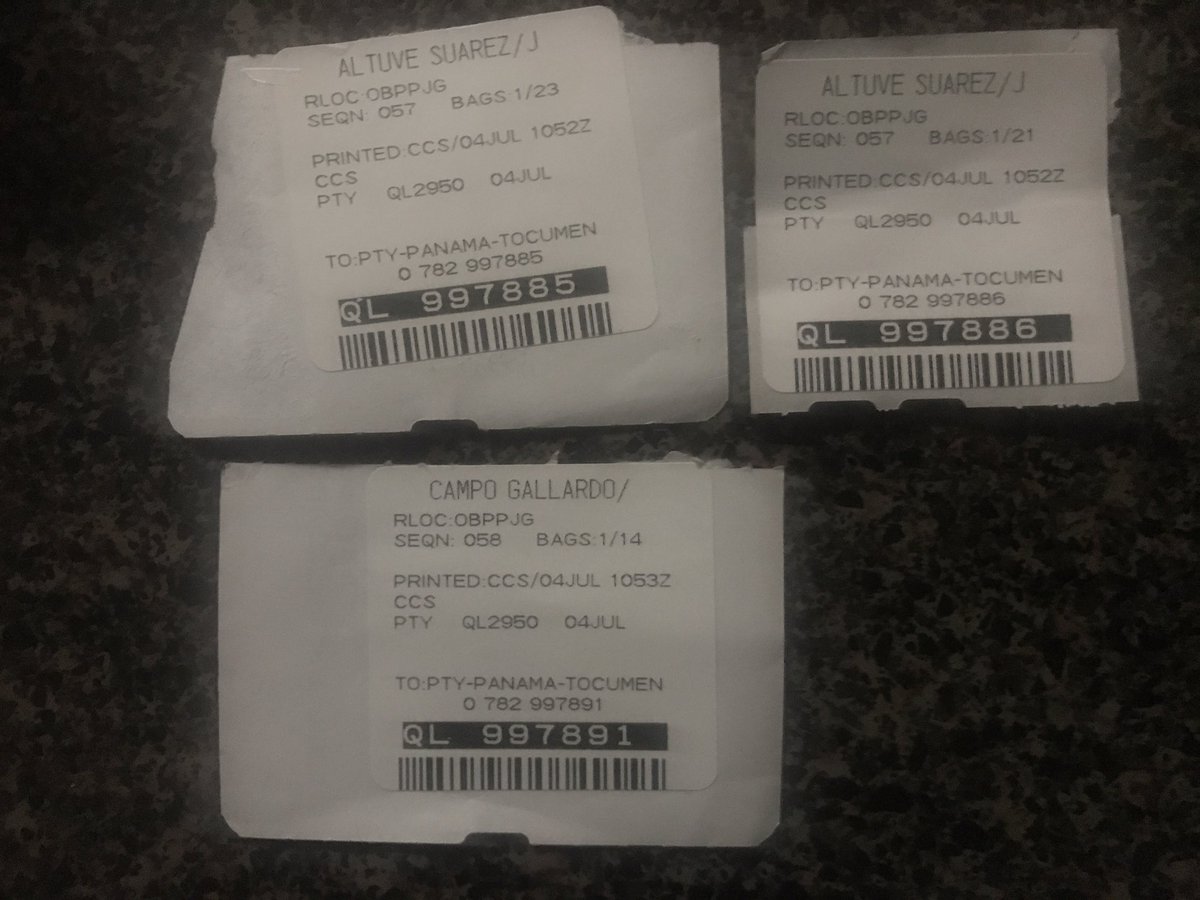 ALTUVE SUAREZ/J
RLOC:OBPPJG
SEQN: 057 BAGS:1/23
PRINTED:CCS/04JUL 1052Z
CCS
PTY QL2950 04JUL
TO:PTY-PANAMA-TOCUMEN
0 782 997885
QL 997885
ALTUVE SUAREZ/J
RLOC:OBPPJG
SEQN: 057 BAGS:1/21
PRINTED:CCS/04JUL 1052Z
CCS
PTY QL2950 04JUL
TO:PTY-PANAMA-TOCUMEN
0 782 997886
QL 997886
CAMPO GALLARDO/
RLOC:OBPPJG
SEQN: 058 BAGS:1/14
PRINTED:CCS/04JUL 1053Z
CCS
PTY QL2950 04JUL
TO:PTY-PANAMA-TOCUMEN
0 782 997891
QL 997891